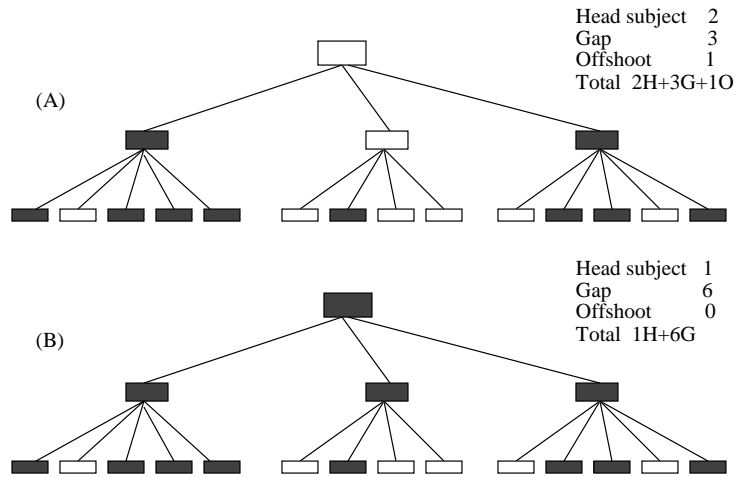 Head subject 2
Gap 3
Offshoot 1
Total 2H+3G+1O
(A)
Head subject 1
Gap 6
Offshoot 0
Total 1H+6G
(B)